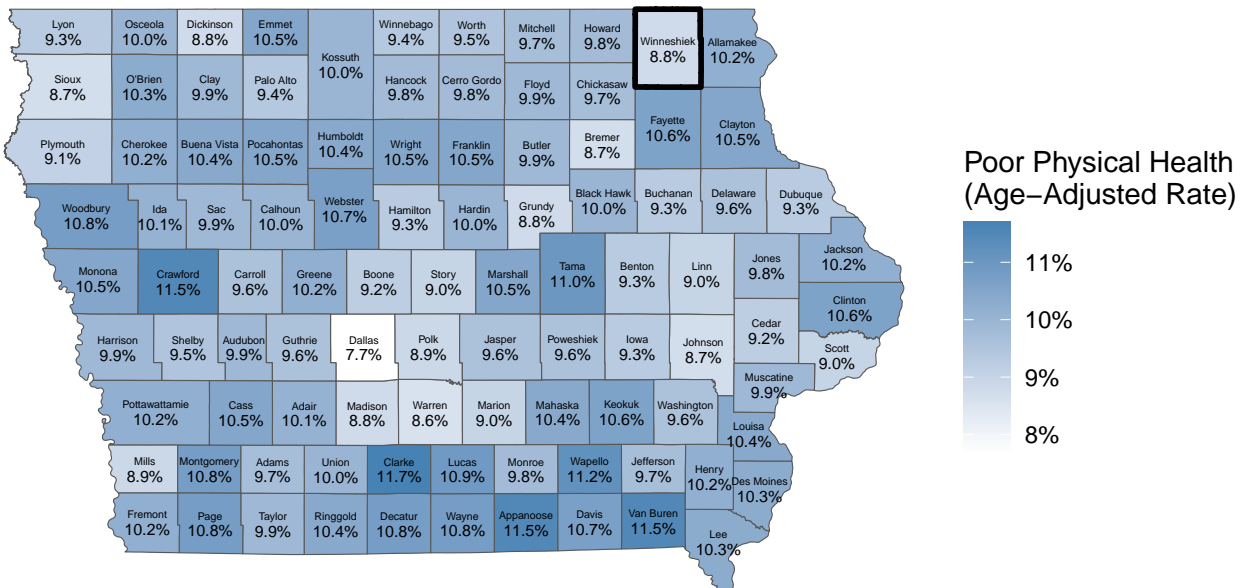 Lyon
9.3%
Osceola
10.0%
Dickinson
8.8%
Emmet
10.5%
Kossuth
10.0%
Winnebago
9.4%
Worth
9.5%
Mitchell
9.7%
Howard
9.8%
Winneshiek
8.8%
Allamakee
10.2%
Sioux
8.7%
O'Brien
10.3%
Clay
9.9%
Palo Alto
9.4%
Hancock
9.8%
Cerro Gordo
9.8%
Floyd
9.9%
Chickasaw
9.7%
Fayette
10.6%
Clayton
10.5%
Plymouth
9.1%
Cherokee
10.2%
Buena Vista
10.4%
Pocahontas
10.5%
Humboldt
10.4%
Wright
10.5%
Franklin
10.5%
Butler
9.9%
Bremer
8.7%
Woodbury
10.8%
Ida
10.1%
Sac
9.9%
Calhoun
10.0%
Webster
10.7%
Hamilton
9.3%
Hardin
10.0%
Grundy
8.8%
Black Hawk
10.0%
Buchanan
9.3%
Delaware
9.6%
Dubuque
9.3%
Monona
10.5%
Crawford
11.5%
Carroll
9.6%
Greene
10.2%
Boone
9.2%
Story
9.0%
Marshall
10.5%
Tama
11.0%
Benton
9.3%
Linn
9.0%
Jones
9.8%
Jackson
10.2%
Clinton
10.6%
Harrison
9.9%
Shelby
9.5%
Audubon
9.9%
Guthrie
9.6%
Dallas
7.7%
Polk
8.9%
Jasper
9.6%
Poweshiek
9.6%
Iowa
9.3%
Johnson
8.7%
Cedar
9.2%
Scott
9.0%
Muscatine
9.9%
Pottawattamie
10.2%
Cass
10.5%
Adair
10.1%
Madison
8.8%
Warren
8.6%
Marion
9.0%
Mahaska
10.4%
Keokuk
10.6%
Washington
9.6%
Louisa
10.4%
Mills
8.9%
Montgomery
10.8%
Adams
9.7%
Union
10.0%
Clarke
11.7%
Lucas
10.9%
Monroe
9.8%
Wapello
11.2%
Jefferson
9.7%
Henry
10.2%
Des Moines
10.3%
Fremont
10.2%
Page
10.8%
Taylor
9.9%
Ringgold
10.4%
Decatur
10.8%
Wayne
10.8%
Appanoose
11.5%
Davis
10.7%
Van Buren
11.5%
Lee
10.3%
Poor Physical Health
(Age−Adjusted Rate)
11%
10%
9%
8%